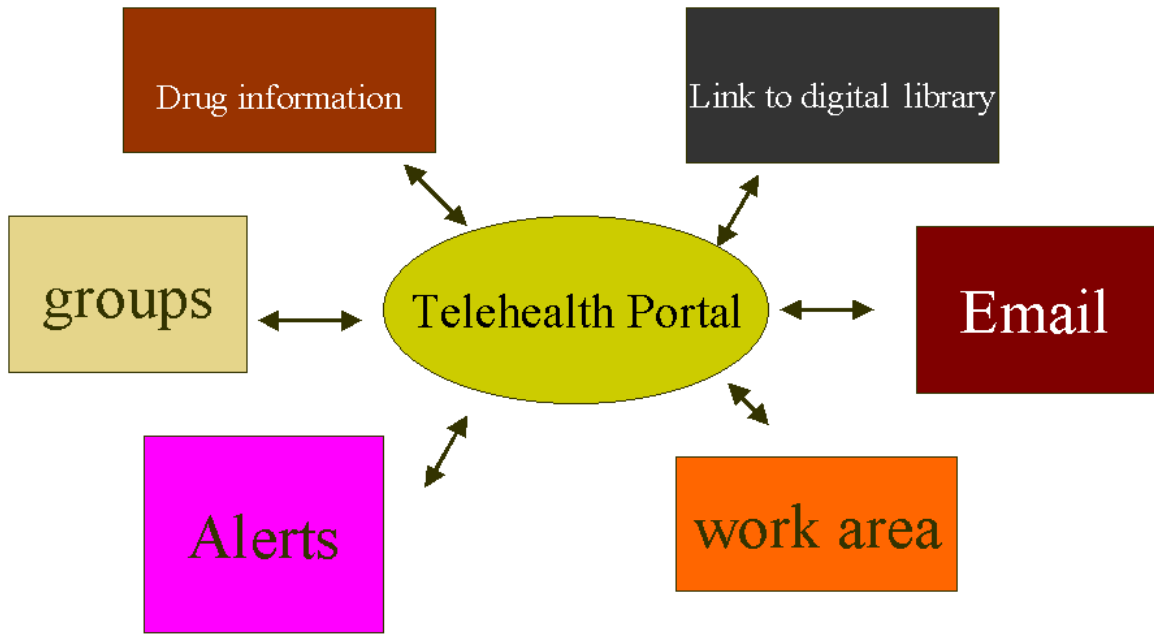 Drug information
Link to digital library
groups
Telehealth Portal
Email
Alerts
work area